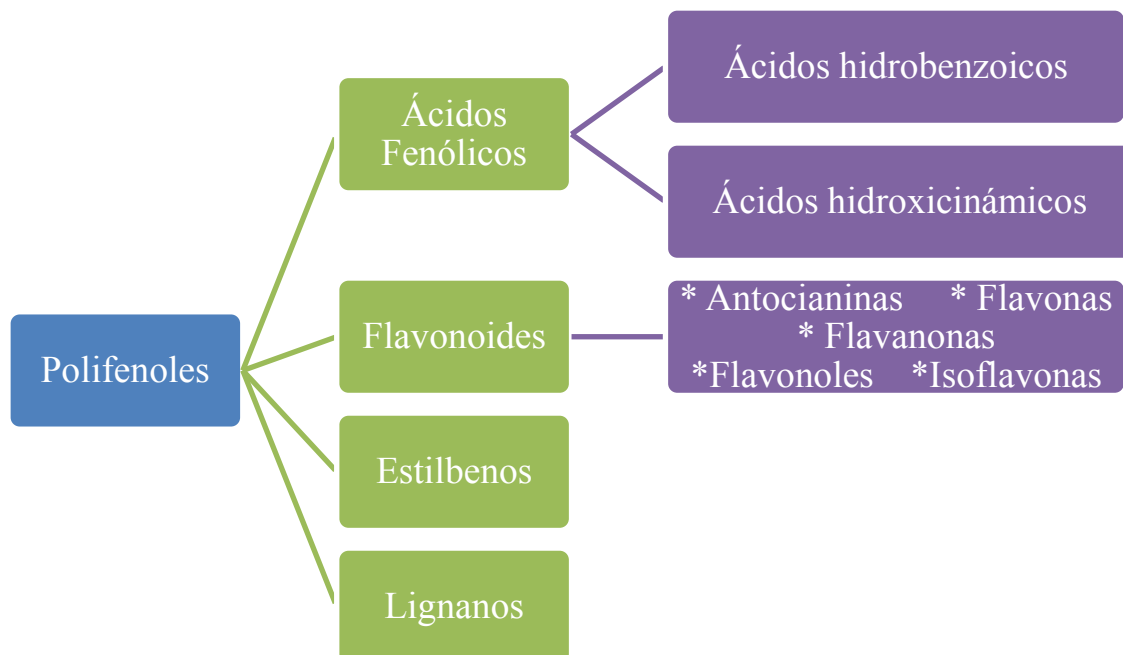 Polifenoles
Ácidos
Fenólicos
Ácidos hidrobenzoicos
Ácidos hidroxicinámicos
Flavonoides
* Antocianinas * Flavonas
* Flavanonas
*Flavonoles *Isoflavonas
Estilbenos
Lignanos